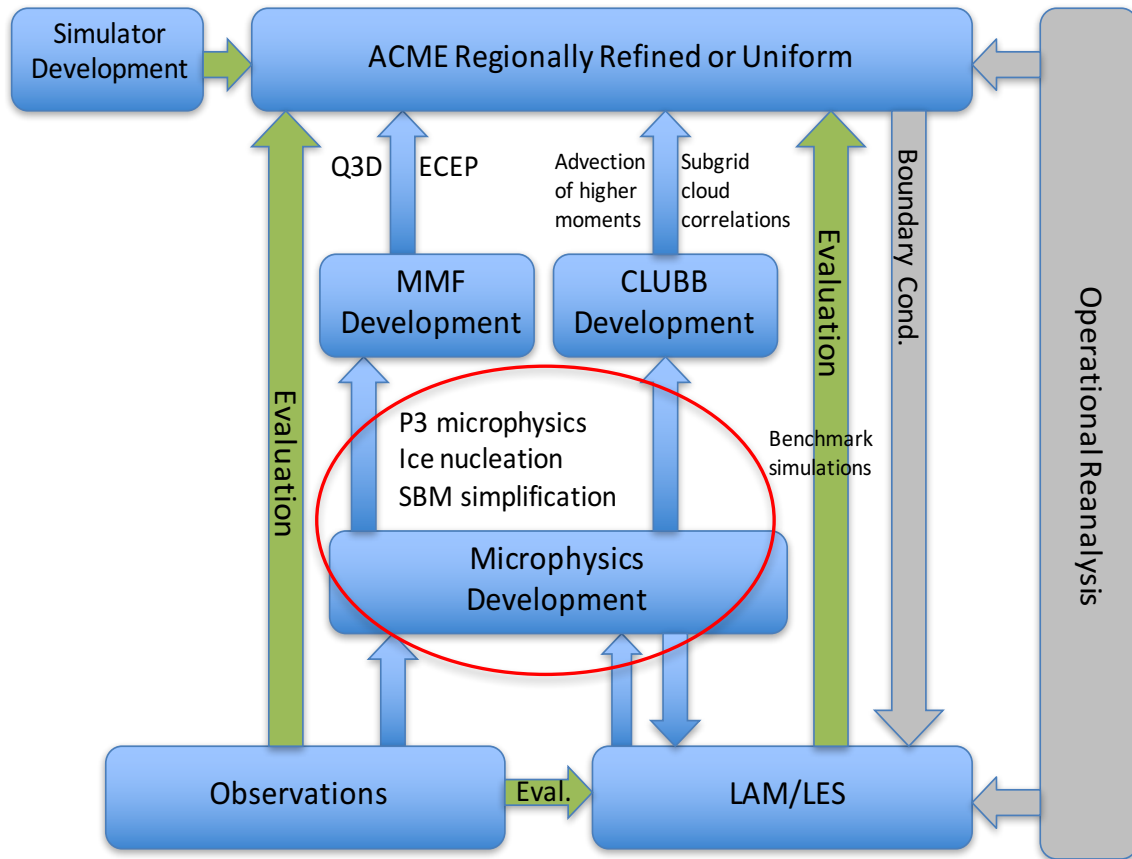 Simulator
Development
ACME Regionally Refined or Uniform
Q3D
ECEP
Advection
of higher
moments
Subgrid
cloud
correlations
Boundary Cond.
MMF
Development
CLUBB
Development
Evaluation
Evaluation
Operational Reanalysis
P3 microphysics
Ice nucleation
SBM simplification
Benchmark
simulations
Microphysics
Development
Observations
Eval.
LAM/LES